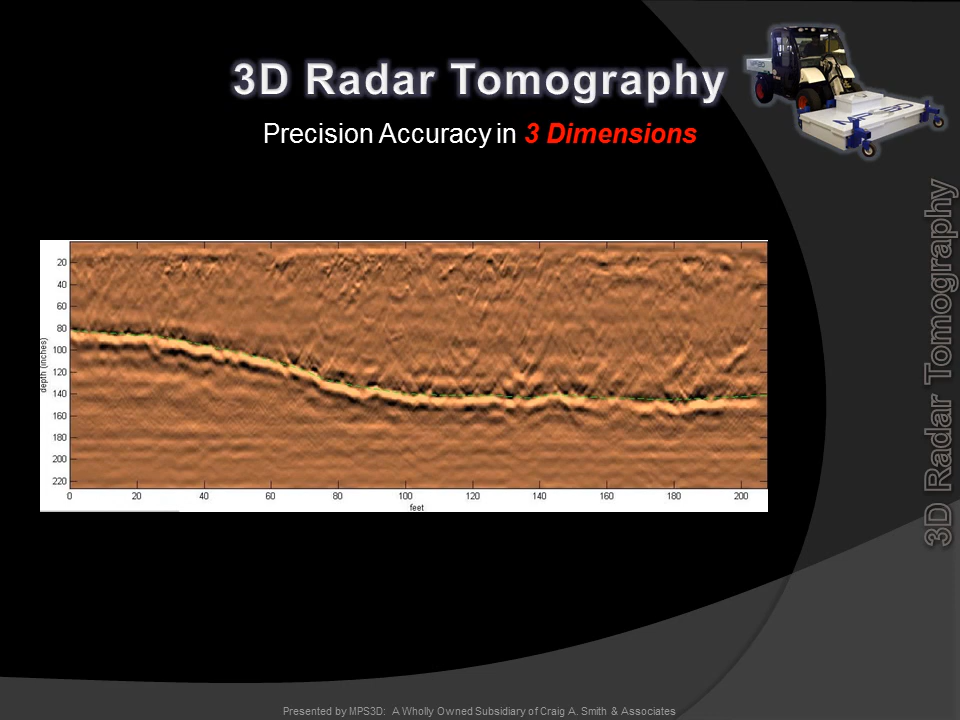 3D Radar Tomography
Precision Accuracy in 3 Dimensions
MPS3D
3D Radar Tomography
depth (inches)
20
40
60
80
100
120
140
160
180
200
220
0 20 40 60 80 100 120 140 160 180 200
feet
Presented by MPS3D: A Wholly Owned Subsidiary of Craig A. Smith & Associates